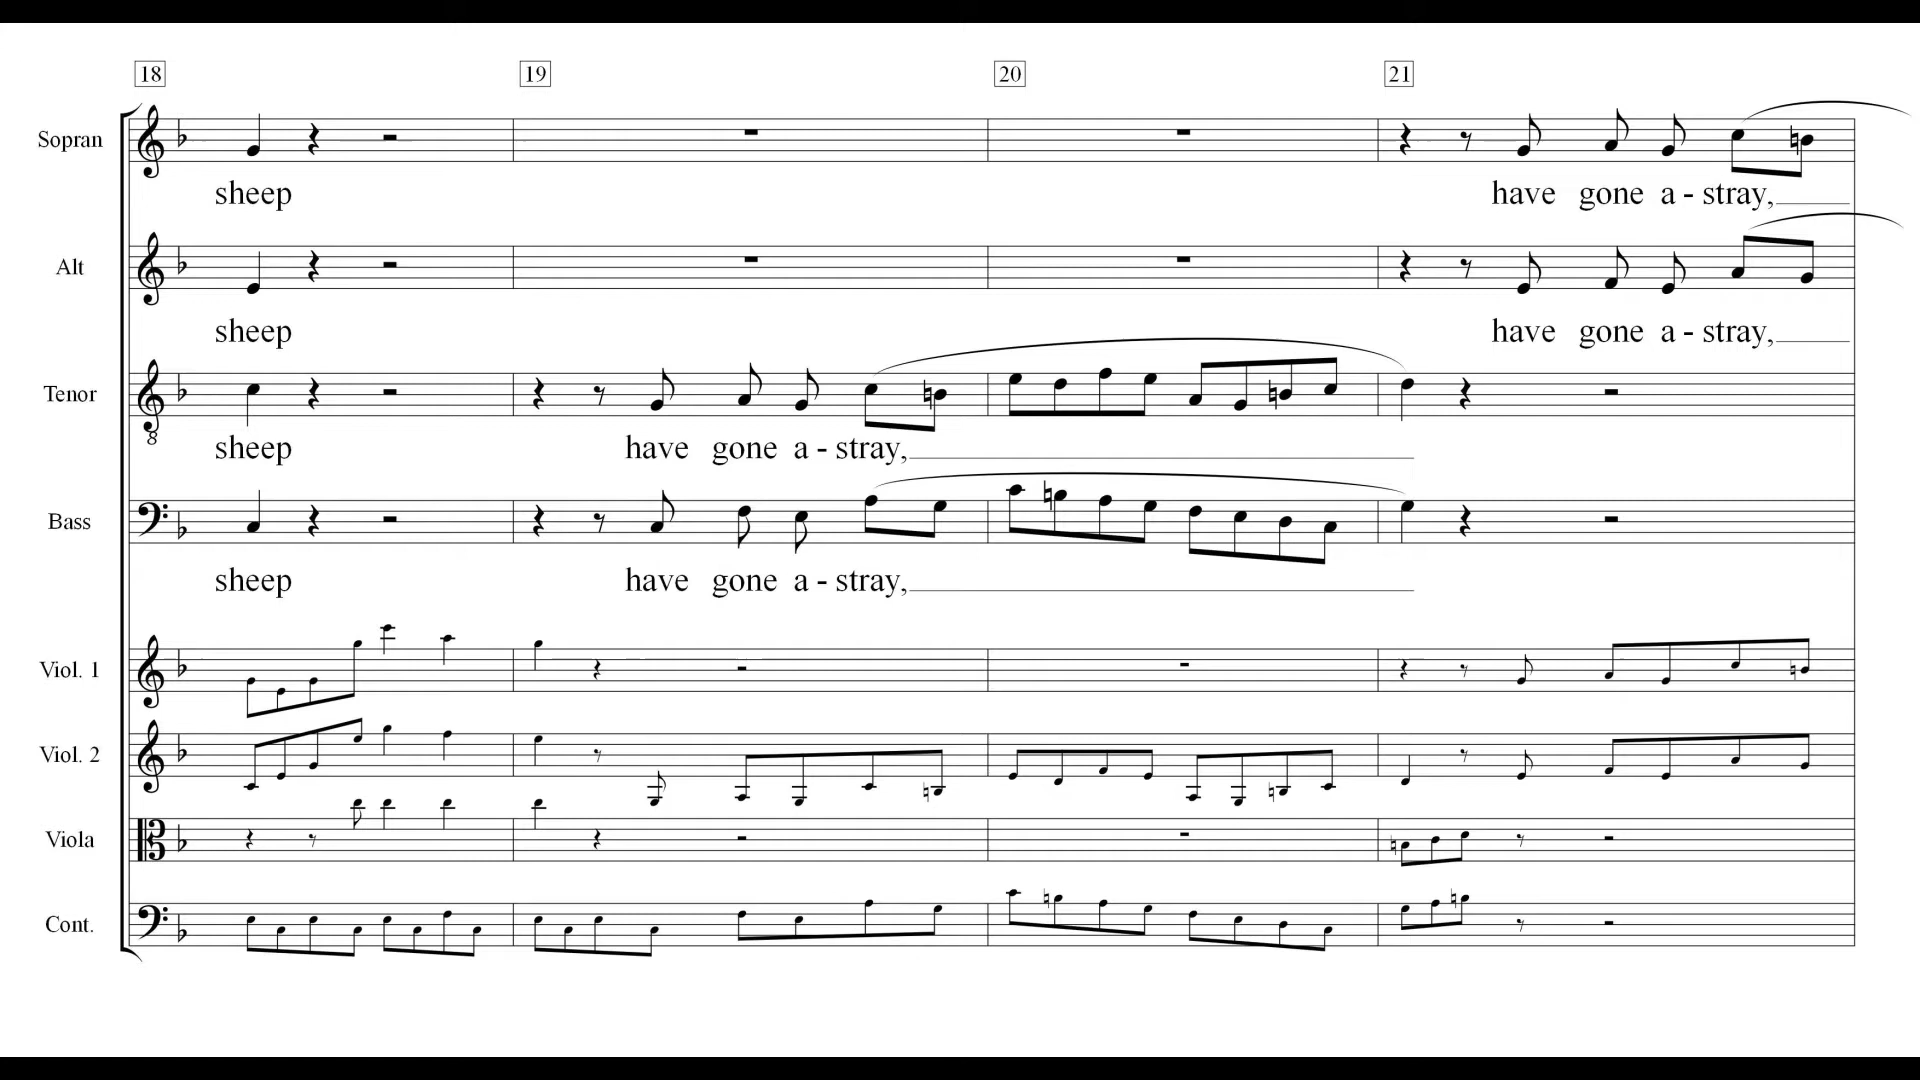 18 19 20 21
Sopran
sheep have gone a - stray,
Alt
sheep have gone a - stray,
Tenor
8
sheep have gone a - stray,
Bass
sheep have gone a - stray,
Viol. 1
Viol. 2
Viola
Cont.